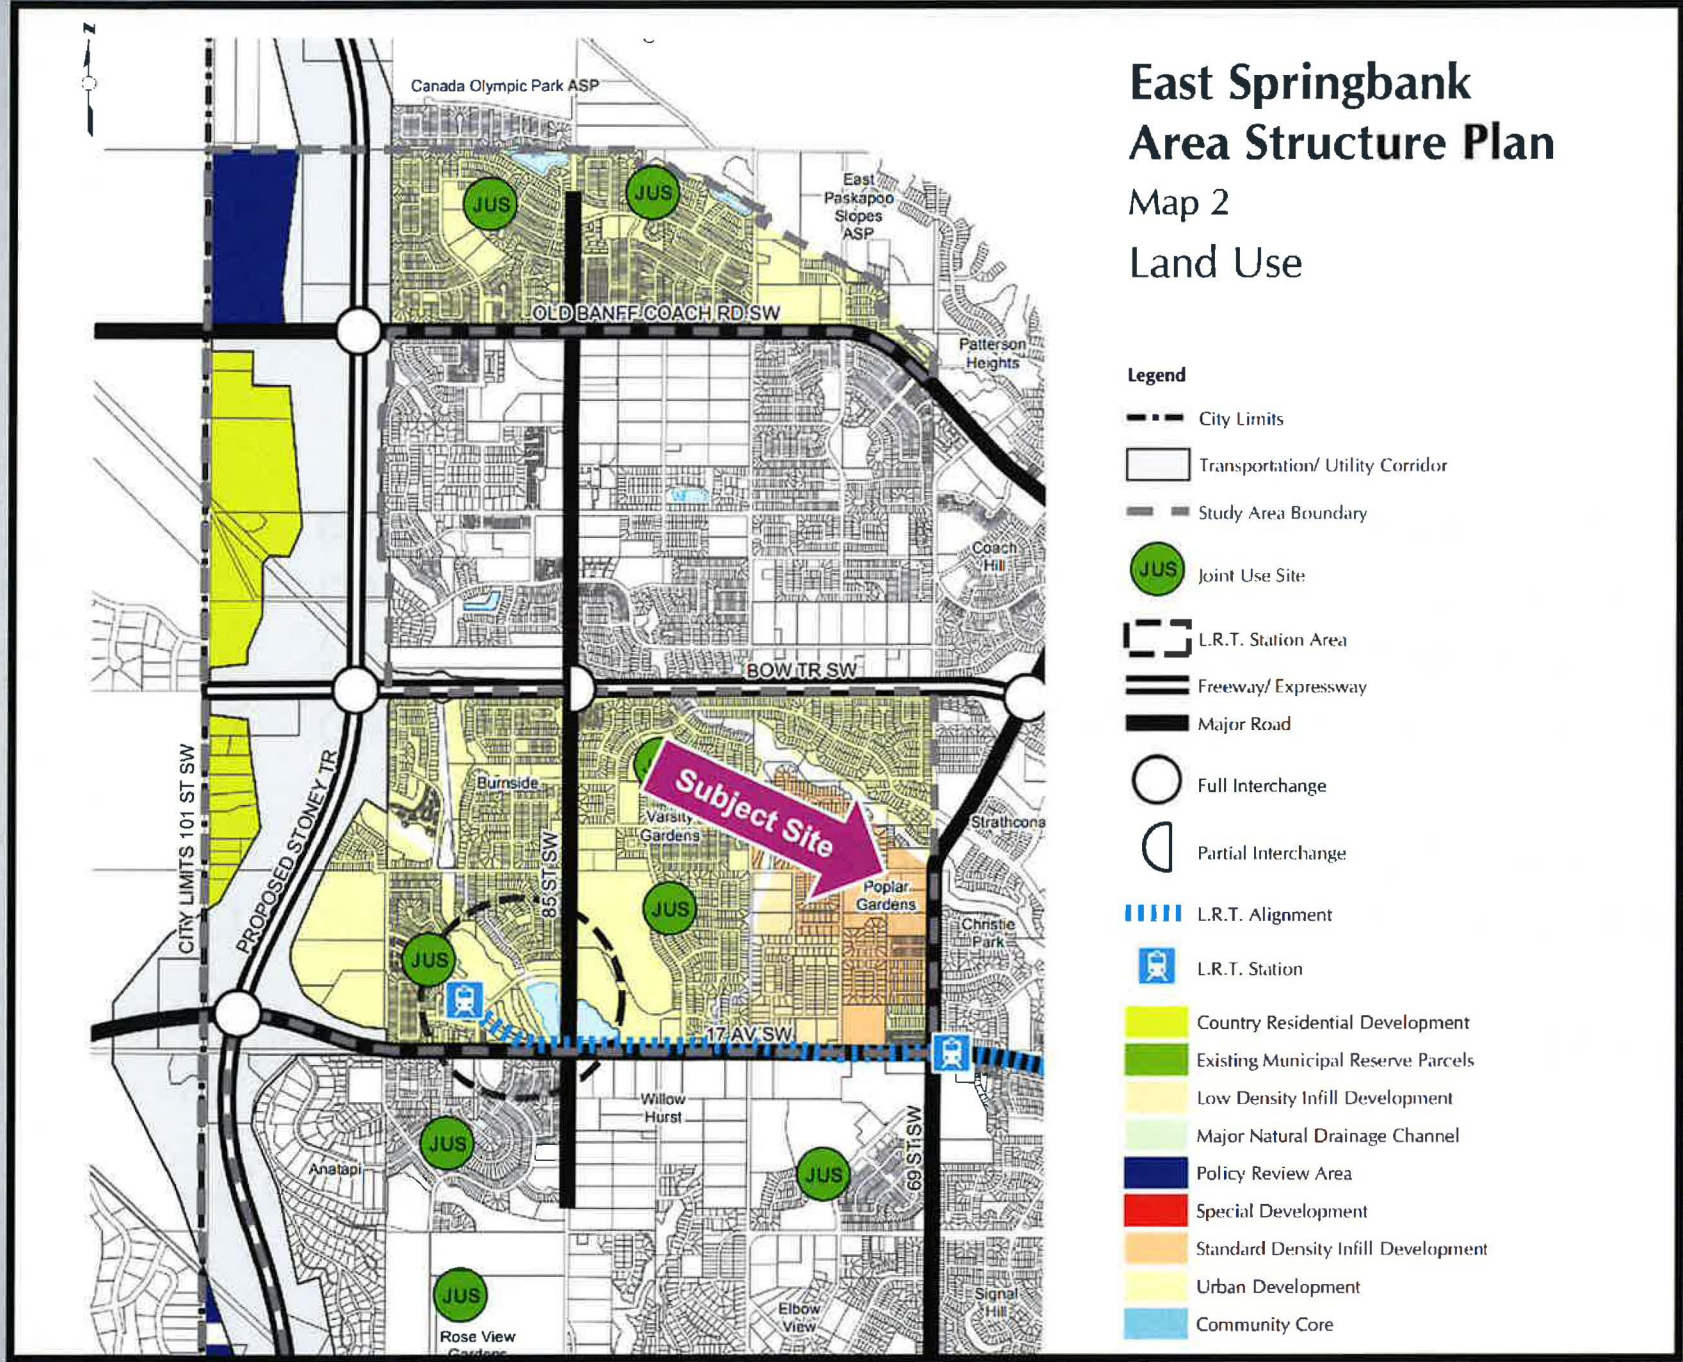 East Springbank
Area Structure Plan
Map 2
Land Use
N
Canada Olympic Park ASP
JUS
JUS
East
Paskapoo
Slopes
ASP
OLD BANFF COACH RD SW
Patterson
Heights
Coach
Hill
BOW TR SW
CITY LIMITS 101 ST SW
PROPOSED STONEY TR
Burnside
85 ST SW
Subject Site
Varsity
Gardens
Strathcona
Poplar
Gardens
JUS
Christie
Park
JUS
17 AV SW
Willow
Hurst
JUS
Anatapi
JUS
69 ST SW
JUS
Rose View
Gardens
Elbow
View
Signal
Hill
Legend
City Limits
Transportation/ Utility Corridor
Study Area Boundary
JUS Joint Use Site
L.R.T. Station Area
Freeway/ Expressway
Major Road
Full Interchange
Partial Interchange
L.R.T. Alignment
L.R.T. Station
Country Residential Development
Existing Municipal Reserve Parcels
Low Density Infill Development
Major Natural Drainage Channel
Policy Review Area
Special Development
Standard Density Infill Development
Urban Development
Community Core